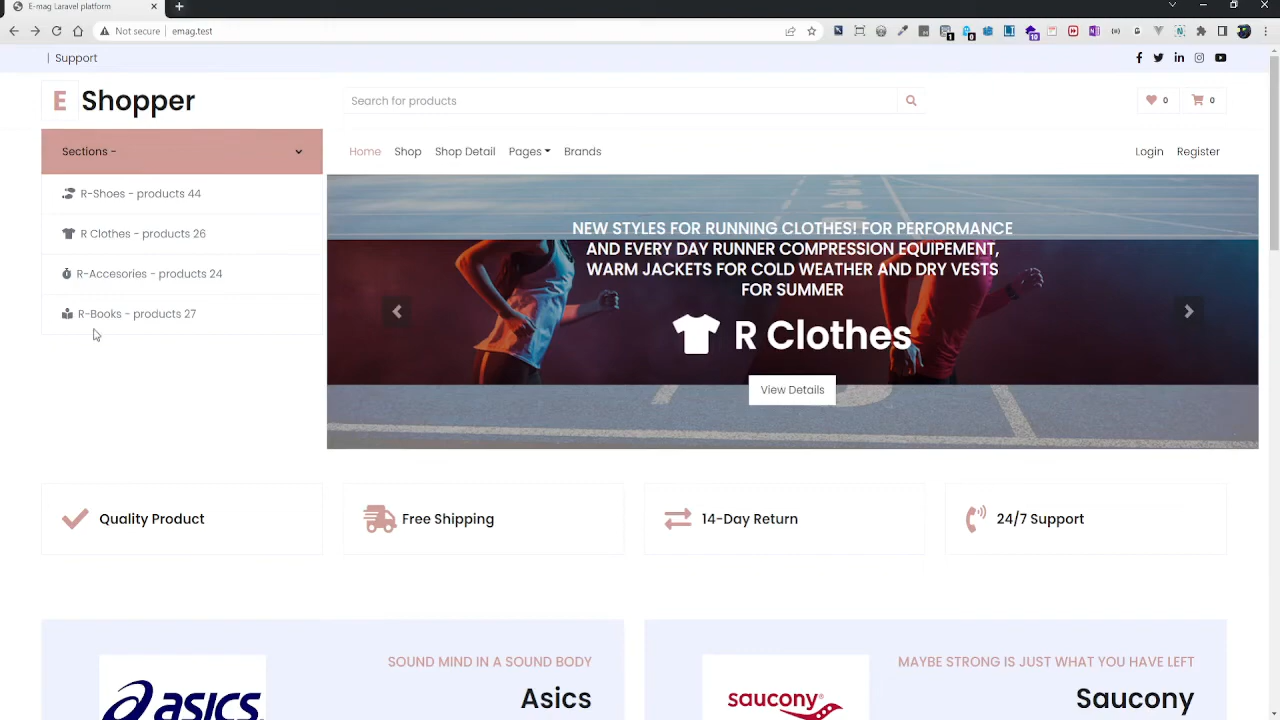 E-mag Laravel platform
Not secure | emag.test
| Support
E Shopper
Search for products
0
0
Sections -
Home Shop Shop Detail Pages Brands
Login Register
R-Shoes - products 44
R Clothes - products 26
R-Accesories - products 24
R-Books - products 27
NEW STYLES FOR RUNNING CLOTHES! FOR PERFORMANCE
AND EVERY DAY RUNNER COMPRESSION EQUIPEMENT,
WARM JACKETS FOR COLD WEATHER AND DRY VESTS
FOR SUMMER
R Clothes
View Details
Quality Product
Free Shipping
14-Day Return
24/7 Support
asics
SOUND MIND IN A SOUND BODY
Asics
saucony
MAYBE STRONG IS JUST WHAT YOU HAVE LEFT
Saucony